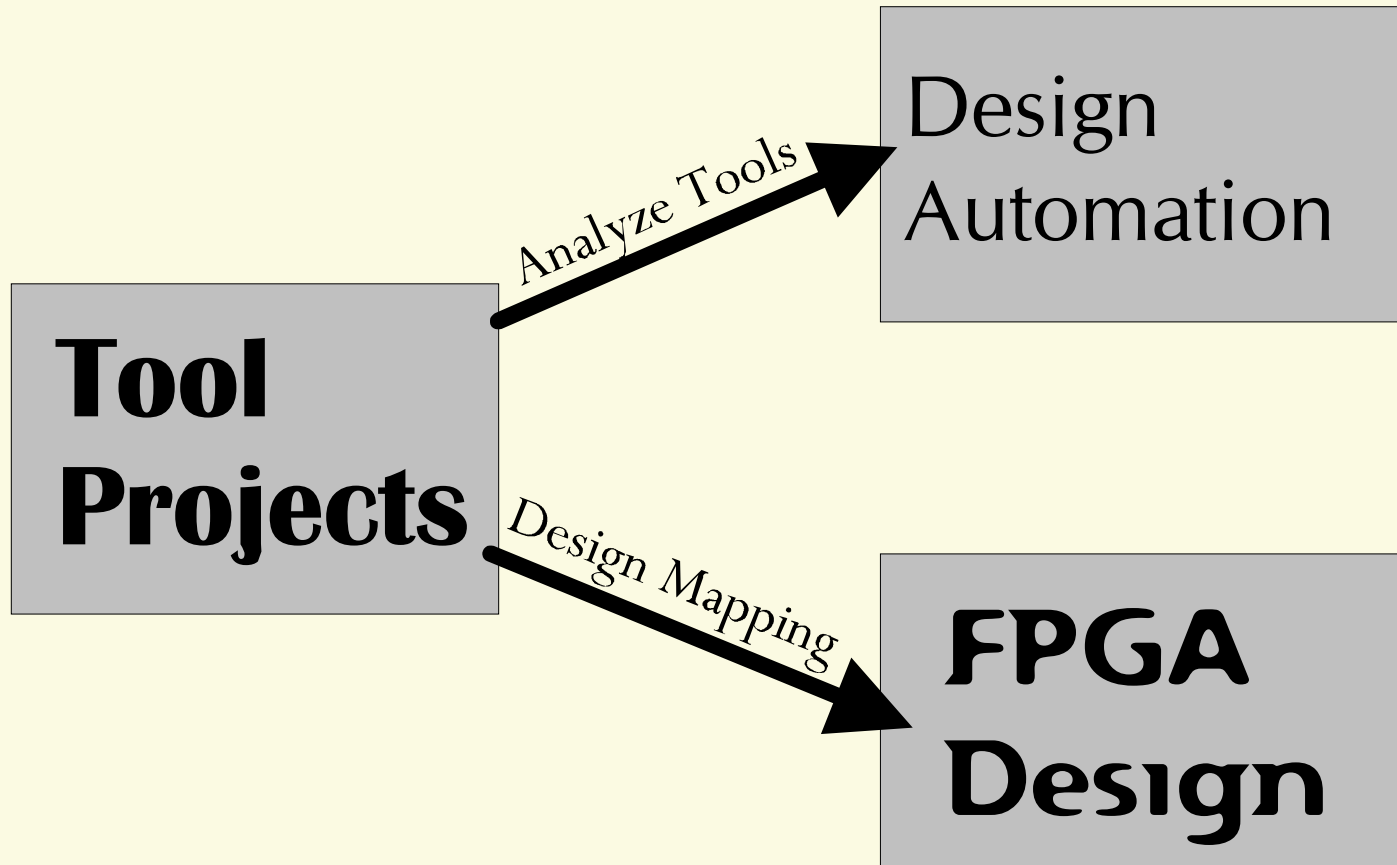 Design
Automation
Analyze Tools
Tool
Projects
Design Mapping
FPGA
Design